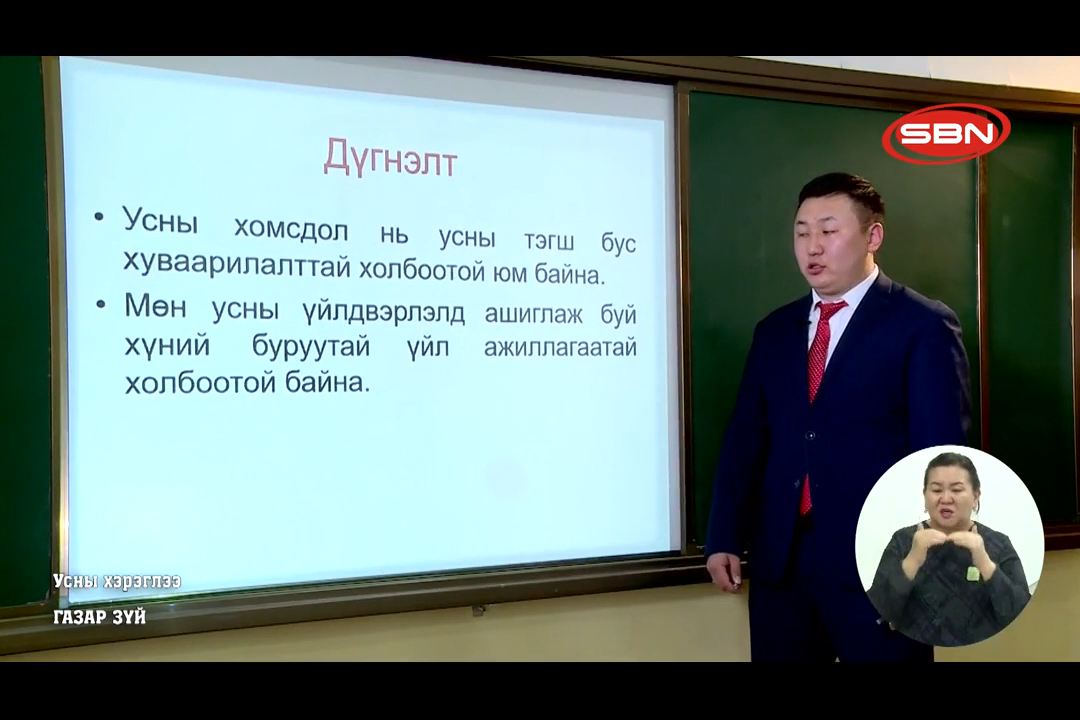 SBN
Дүгнэлт
• Усны хомсдол нь усны тэгш бус
хуваарилалттай холбоотой юм байна.
• Мөн усны үйлдвэрлэлд ашиглаж буй
хүний буруутай үйл ажиллагаатай
холбоотой байна.
Усны хэрэглээ
ГАЗАР ЗҮЙ